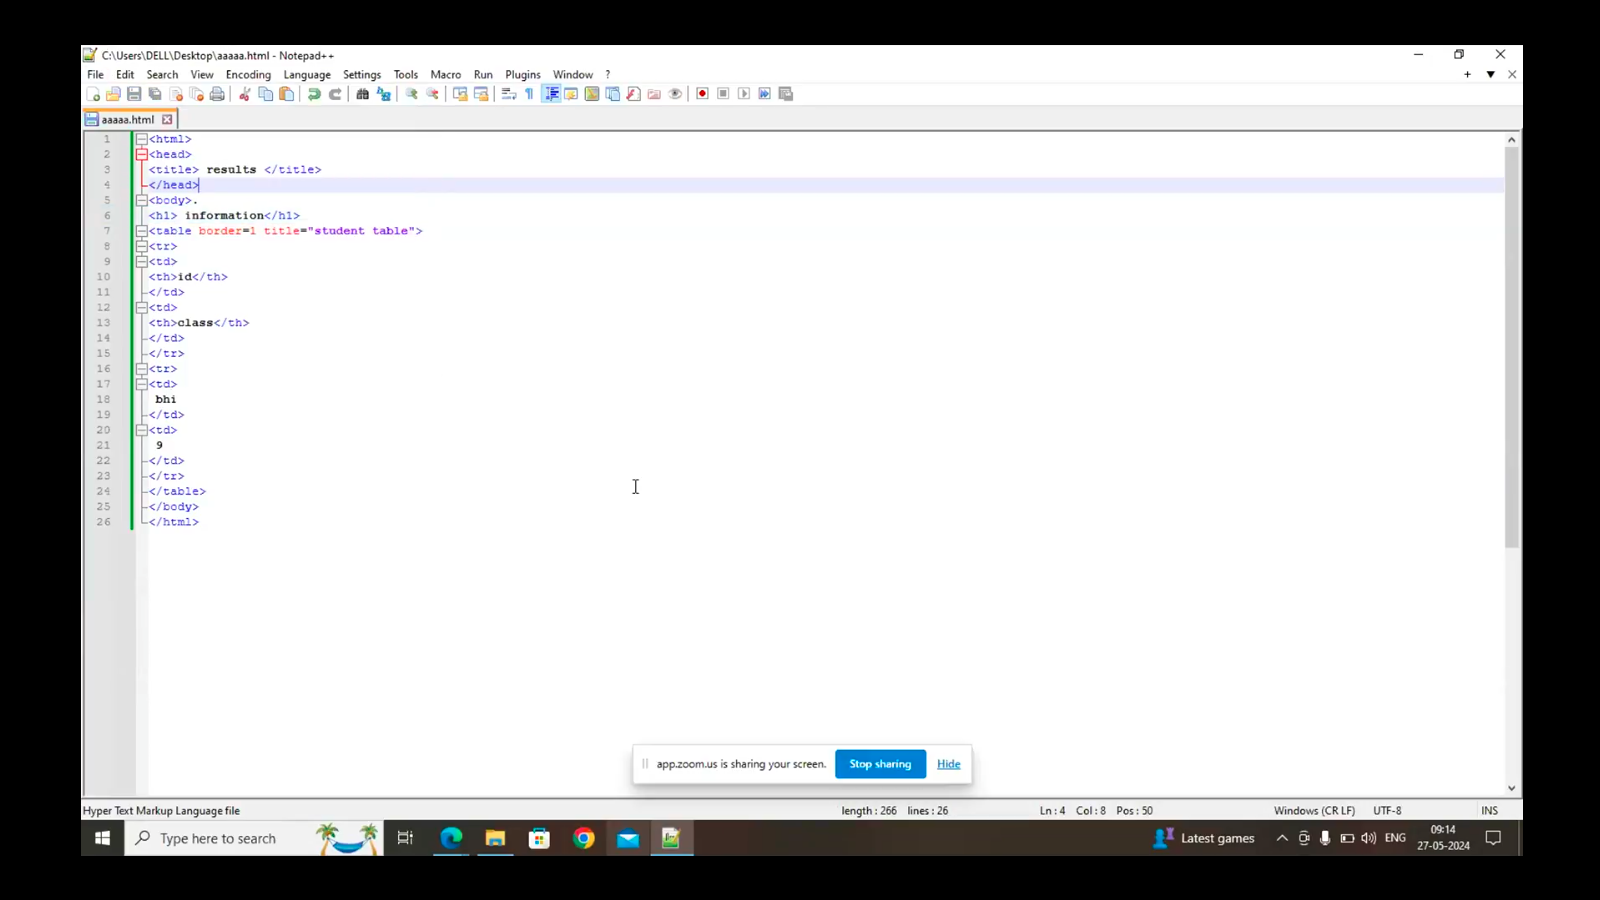 C:\Users\DELL\Desktop\aaaaa.html - Notepad++
File Edit Search View Encoding Language Settings Tools Macro Run Plugins Window ?
aaaaa.html
1 <html>
2 <head>
3 <title> results </title>
4 </head>
5 <body>.
6 <h1> information</h1>
7 <table border=1 title="student table">
8 <tr>
9 <td>
10 <th>id</th>
11 </td>
12 <td>
13 <th>class</th>
14 </td>
15 </tr>
16 <tr>
17 <td>
18 bhi
19 </td>
20 <td>
21 9
22 </td>
23 </tr>
24 </table>
25 </body>
26 </html>
app.zoom.us is sharing your screen. Stop sharing Hide
Hyper Text Markup Language file length : 266 lines : 26 Ln : 4 Col : 8 Pos : 50 Windows (CR LF) UTF-8 INS
Type here to search Latest games ENG 09:14
27-05-2024